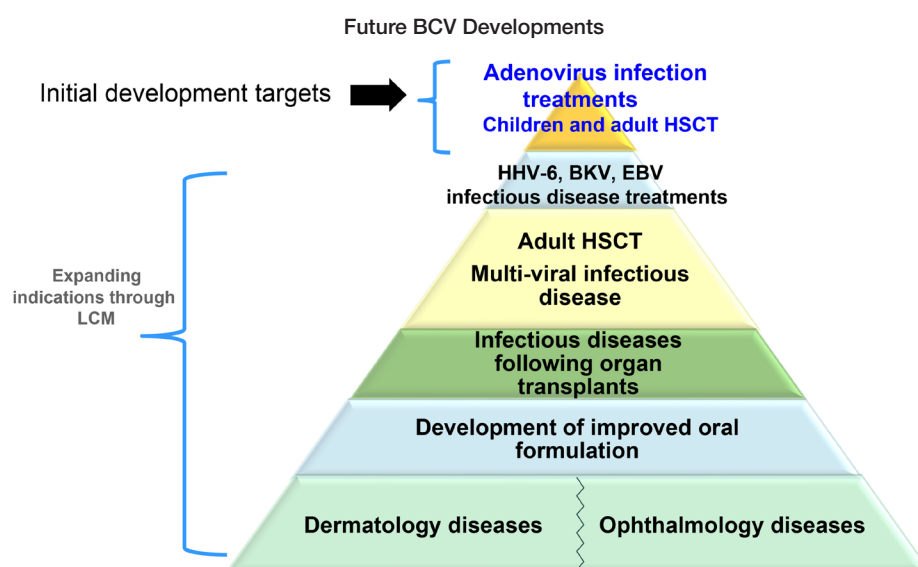 Future BCV Developments
Initial development targets
Adenovirus infection
treatments
Children and adult HSCT
HHV-6, BKV, EBV
infectious disease treatments
Adult HSCT
Multi-viral infectious
disease
Expanding
indications through
LCM
Infectious diseases
following organ
transplants
Development of improved oral
formulation
Dermatology diseases
Ophthalmology diseases